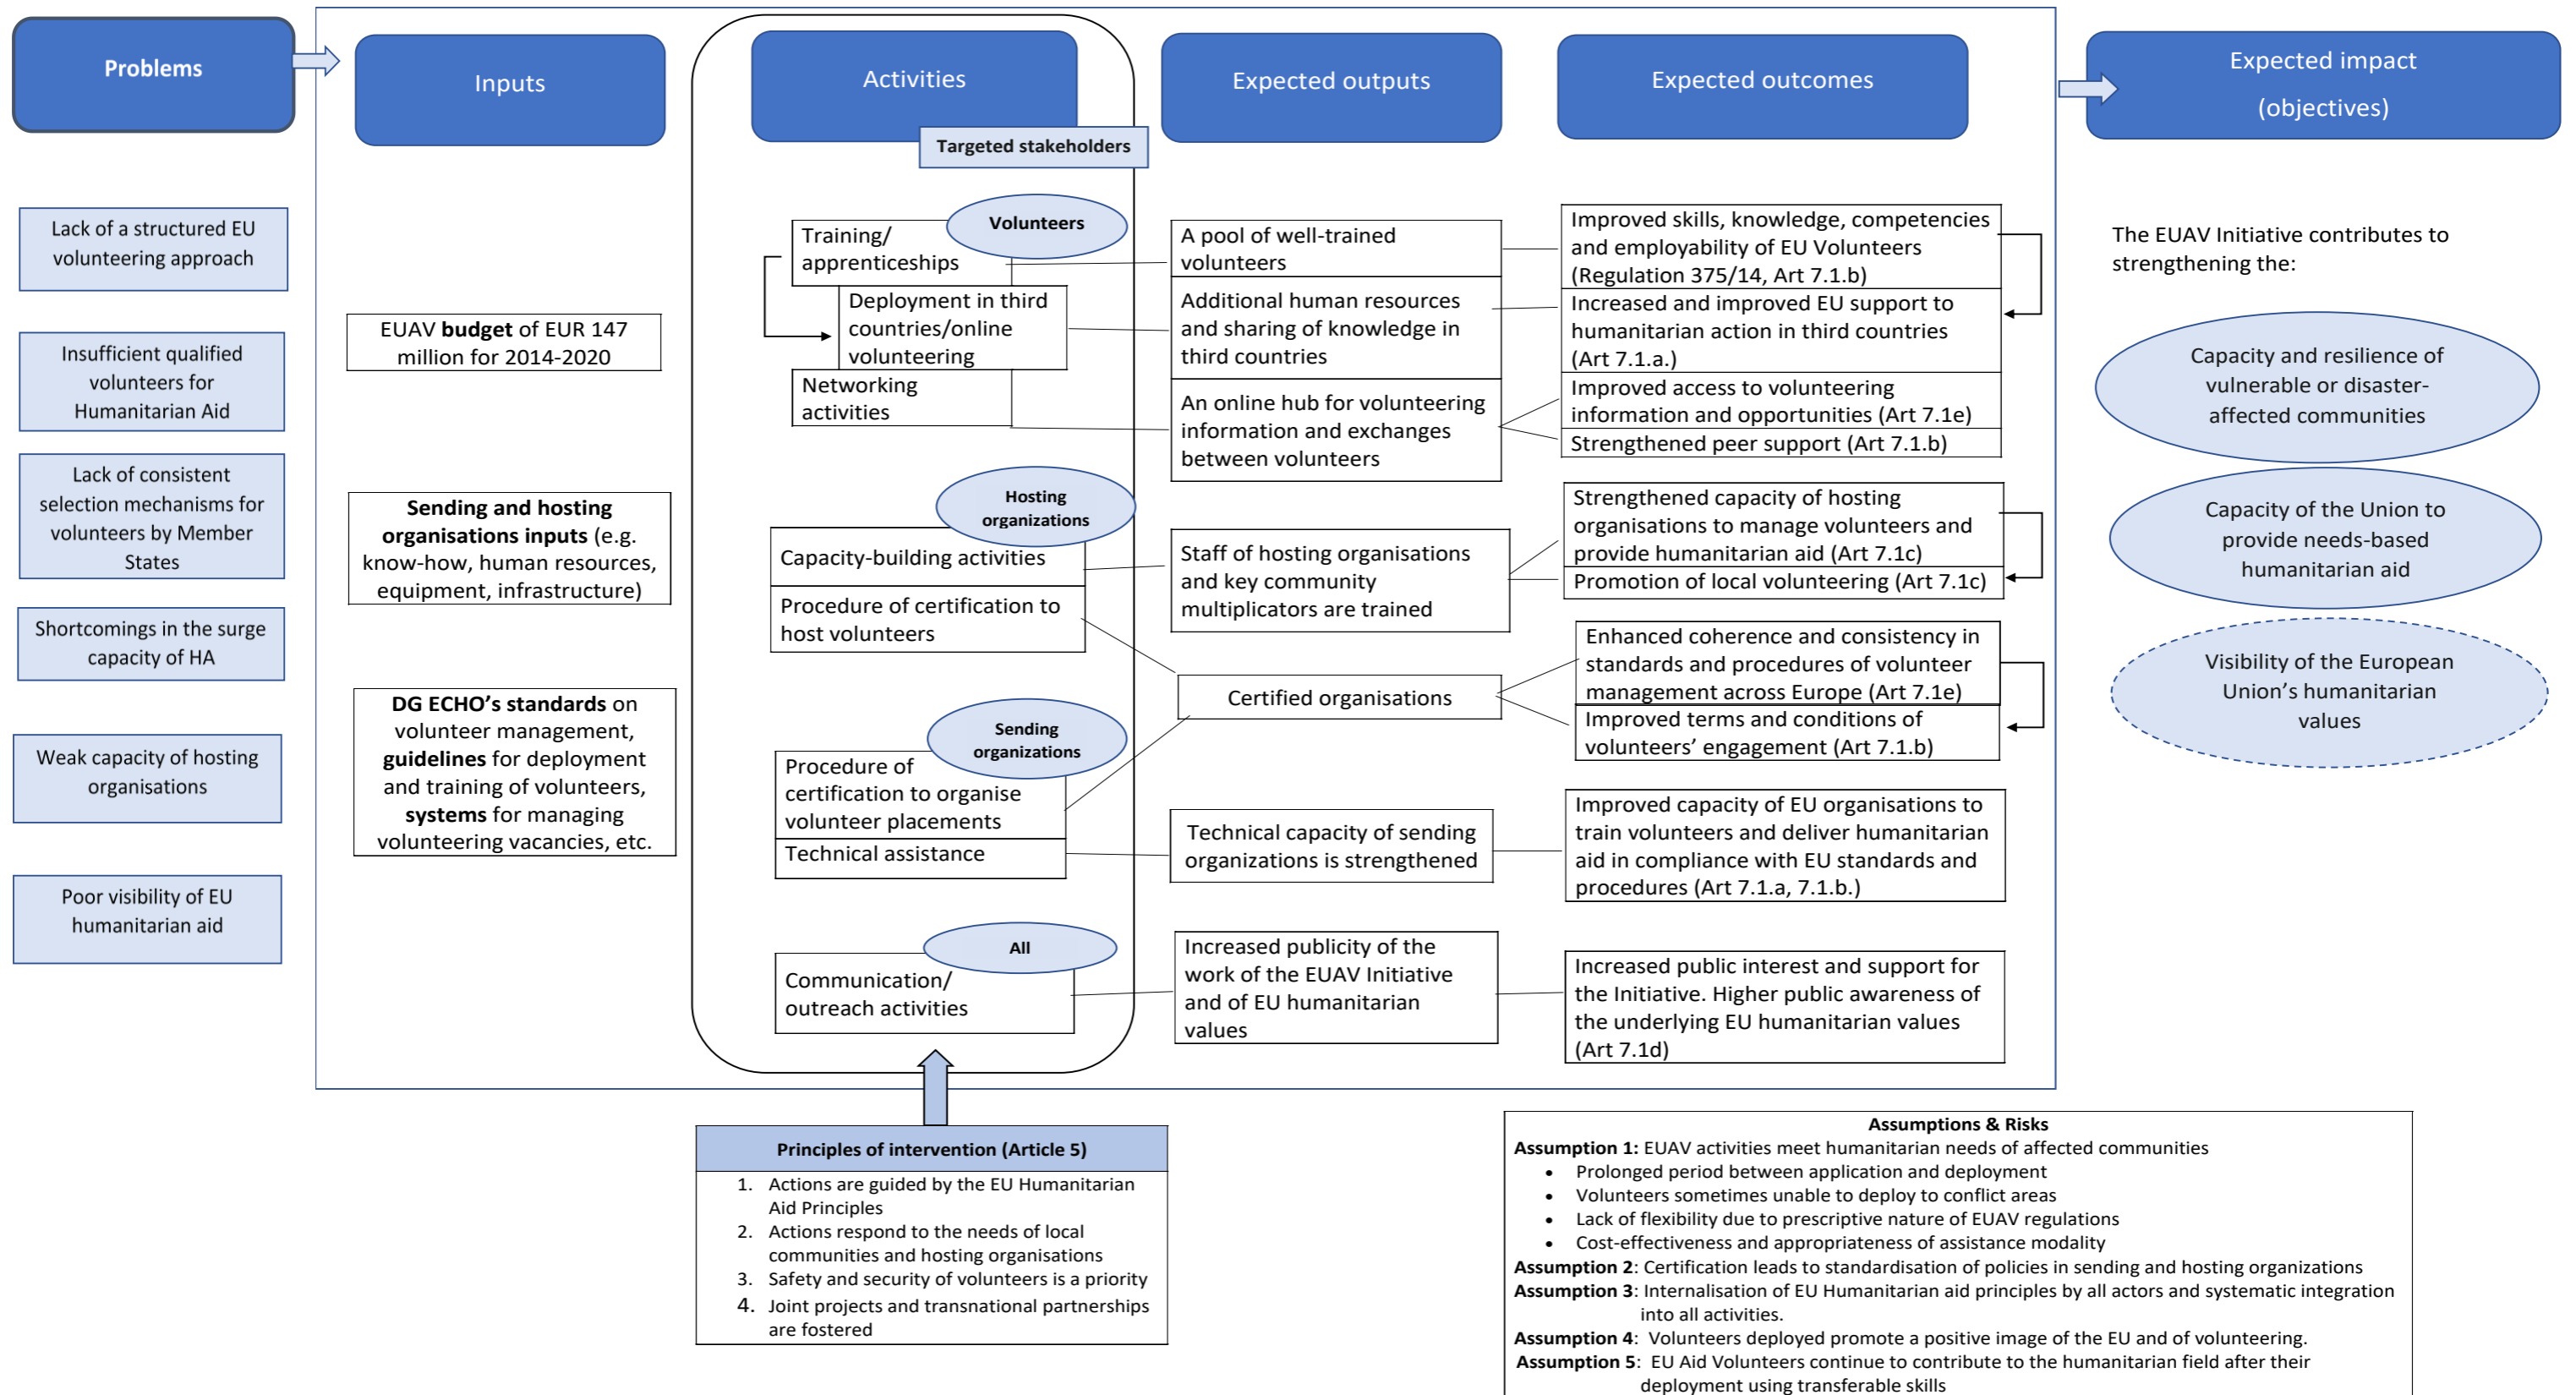 Problems
Inputs
Activities
Targeted stakeholders
Expected outputs
Expected outcomes
Expected impact
(objectives)
Lack of a structured EU
volunteering approach
Insufficient qualified
volunteers for
Humanitarian Aid
Lack of consistent
selection mechanisms for
volunteers by Member
States
Shortcomings in the surge
capacity of HA
Weak capacity of hosting
organisations
Poor visibility of EU
humanitarian aid
EUAV budget of EUR 147
million for 2014-2020
Sending and hosting
organisations inputs (e.g.
know-how, human resources,
equipment, infrastructure)
DG ECHO’s standards on
volunteer management,
guidelines for deployment
and training of volunteers,
systems for managing
volunteering vacancies, etc.
Volunteers
Training/
apprenticeships
Deployment in third
countries/online
volunteering
Networking
activities
Hosting
organizations
Capacity-building activities
Procedure of certification to
host volunteers
Sending
organizations
Procedure of
certification to organise
volunteer placements
Technical assistance
All
Communication/
outreach activities
A pool of well-trained
volunteers
Additional human resources
and sharing of knowledge in
third countries
An online hub for volunteering
information and exchanges
between volunteers
Staff of hosting organisations
and key community
multiplicators are trained
Certified organisations
Technical capacity of sending
organizations is strengthened
Increased publicity of the
work of the EUAV Initiative
and of EU humanitarian
values
Improved skills, knowledge, competencies
and employability of EU Volunteers
(Regulation 375/14, Art 7.1.b)
Increased and improved EU support to
humanitarian action in third countries
(Art 7.1.a.)
Improved access to volunteering
information and opportunities (Art 7.1e)
Strengthened peer support (Art 7.1.b)
Strengthened capacity of hosting
organisations to manage volunteers and
provide humanitarian aid (Art 7.1c)
Promotion of local volunteering (Art 7.1c)
Enhanced coherence and consistency in
standards and procedures of volunteer
management across Europe (Art 7.1e)
Improved terms and conditions of
volunteers’ engagement (Art 7.1.b)
Improved capacity of EU organisations to
train volunteers and deliver humanitarian
aid in compliance with EU standards and
procedures (Art 7.1.a, 7.1.b.)
Increased public interest and support for
the Initiative. Higher public awareness of
the underlying EU humanitarian values
(Art 7.1d)
The EUAV Initiative contributes to
strengthening the:
Capacity and resilience of
vulnerable or disaster-
affected communities
Capacity of the Union to
provide needs-based
humanitarian aid
Visibility of the European
Union’s humanitarian
values
Principles of intervention (Article 5)
1. Actions are guided by the EU Humanitarian
Aid Principles
2. Actions respond to the needs of local
communities and hosting organisations
3. Safety and security of volunteers is a priority
4. Joint projects and transnational partnerships
are fostered
Assumptions & Risks
Assumption 1: EUAV activities meet humanitarian needs of affected communities
• Prolonged period between application and deployment
• Volunteers sometimes unable to deploy to conflict areas
• Lack of flexibility due to prescriptive nature of EUAV regulations
• Cost-effectiveness and appropriateness of assistance modality
Assumption 2: Certification leads to standardisation of policies in sending and hosting organizations
Assumption 3: Internalisation of EU Humanitarian aid principles by all actors and systematic integration
into all activities.
Assumption 4: Volunteers deployed promote a positive image of the EU and of volunteering.
Assumption 5: EU Aid Volunteers continue to contribute to the humanitarian field after their
deployment using transferable skills